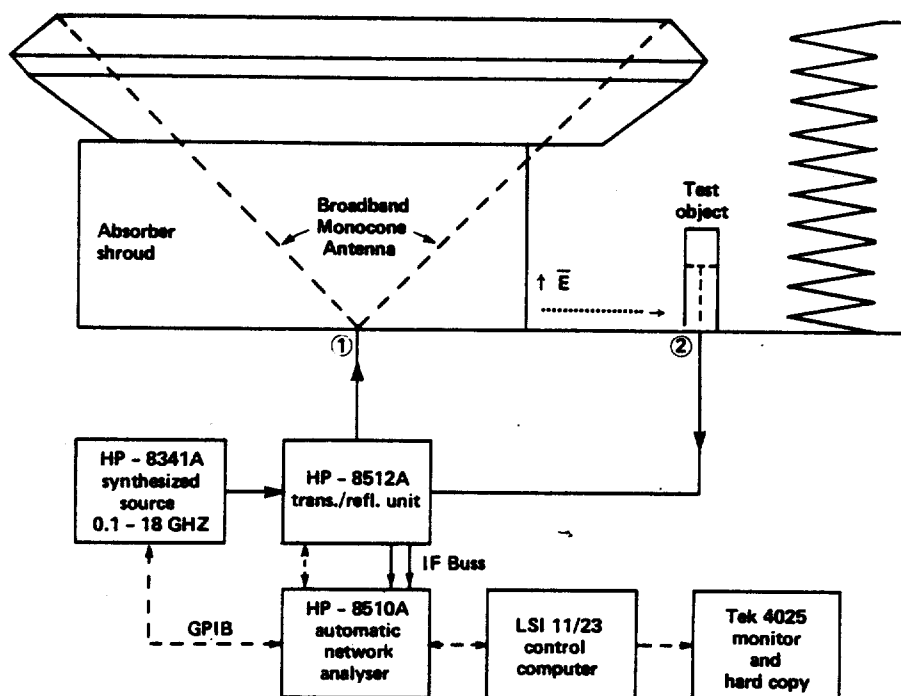 Absorber
shroud
Broadband
Monocone
Antenna
Test
object
↑ E̅
①
②
HP - 8341A
synthesized
source
0.1 - 18 GHZ
HP - 8512A
trans./refl. unit
IF Buss
GPIB
HP - 8510A
automatic
network
analyser
LSI 11/23
control
computer
Tek 4025
monitor
and
hard copy